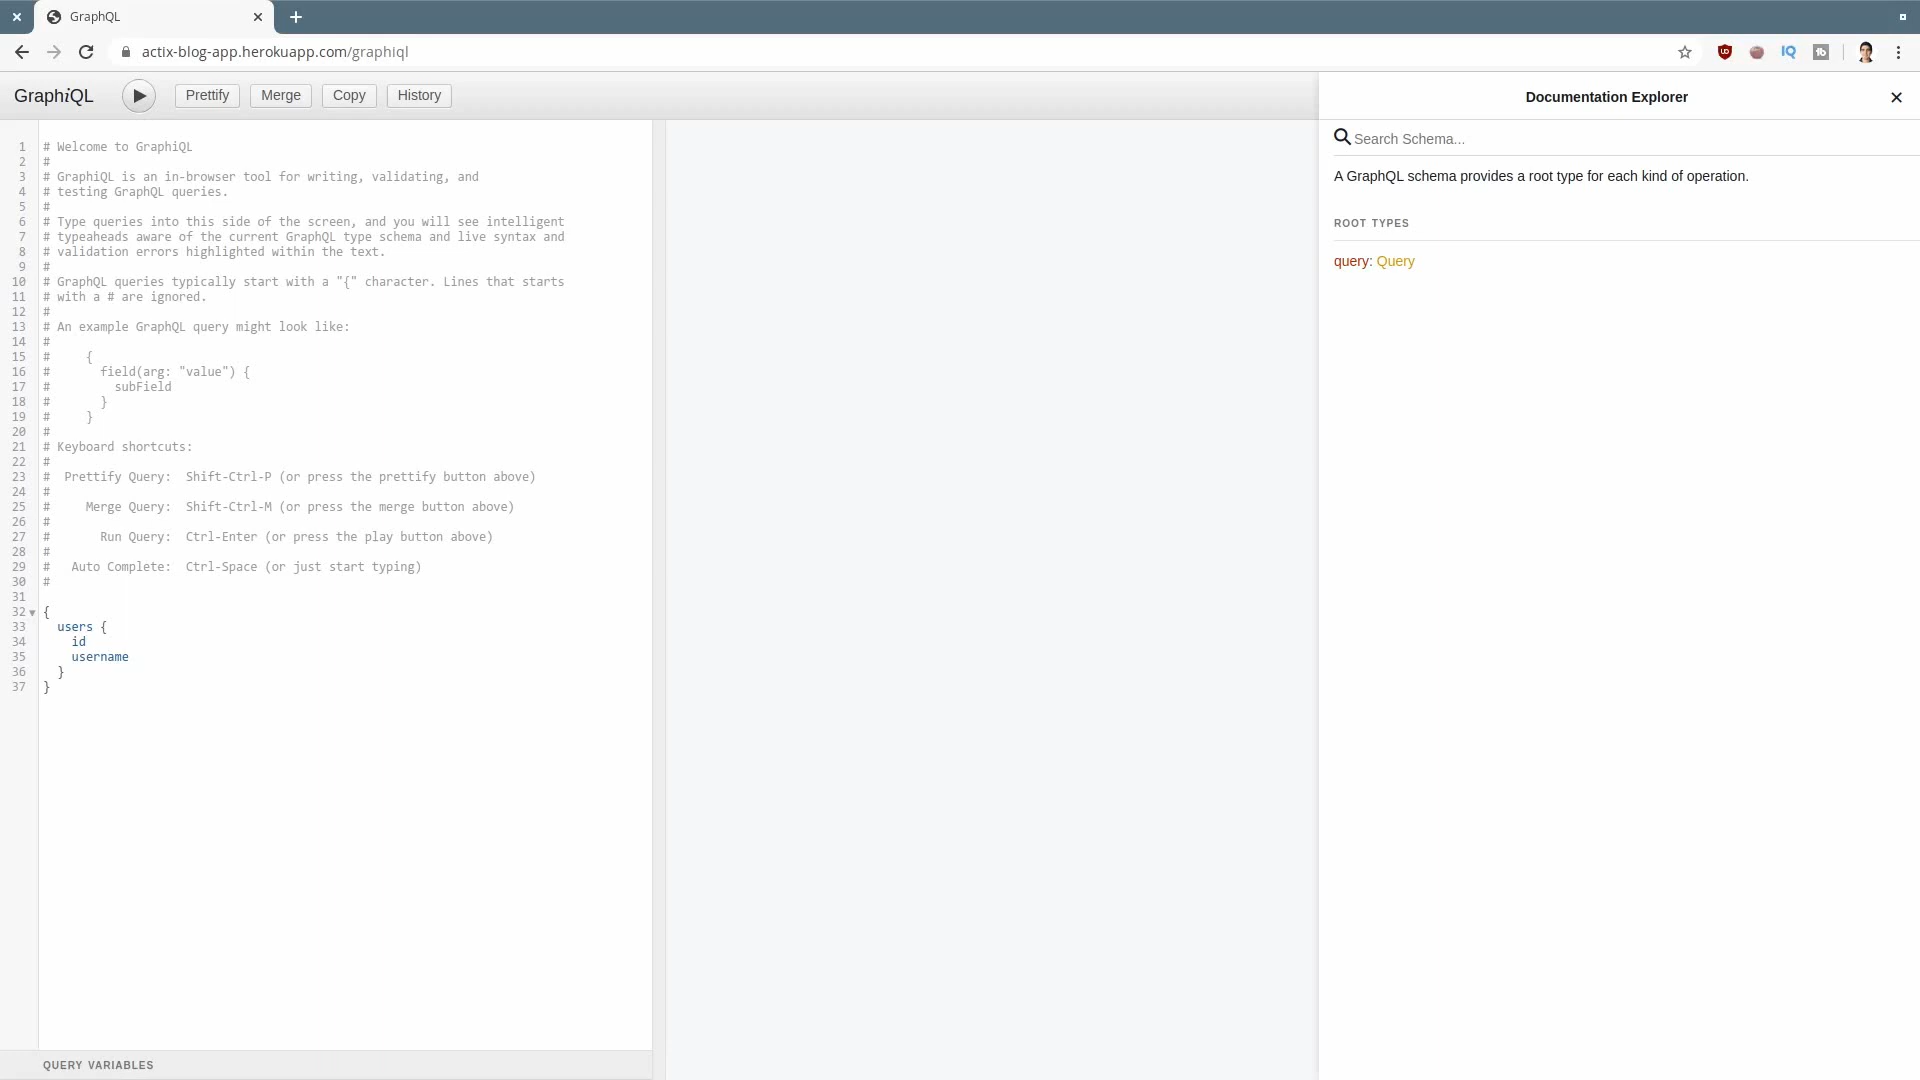 GraphQL
actix-blog-app.herokuapp.com/graphiql
GraphiQL
Prettify
Merge
Copy
History
1 # Welcome to GraphiQL
2 #
3 # GraphiQL is an in-browser tool for writing, validating, and
4 # testing GraphQL queries.
5 #
6 # Type queries into this side of the screen, and you will see intelligent
7 # typeaheads aware of the current GraphQL type schema and live syntax and
8 # validation errors highlighted within the text.
9 #
10 # GraphQL queries typically start with a "{" character. Lines that starts
11 # with a # are ignored.
12 #
13 # An example GraphQL query might look like:
14 #
15 #     {
16 #       field(arg: "value") {
17 #         subField
18 #       }
19 #     }
20 #
21 # Keyboard shortcuts:
22 #
23 #  Prettify Query:  Shift-Ctrl-P (or press the prettify button above)
24 #
25 #     Merge Query:  Shift-Ctrl-M (or press the merge button above)
26 #
27 #       Run Query:  Ctrl-Enter (or press the play button above)
28 #
29 #   Auto Complete:  Ctrl-Space (or just start typing)
30 #
31
32 {
33   users {
34     id
35     username
36   }
37 }
QUERY VARIABLES
Documentation Explorer
Search Schema...
A GraphQL schema provides a root type for each kind of operation.
ROOT TYPES
query: Query
IQ